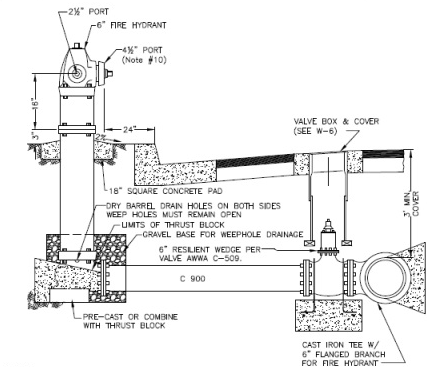 2½" PORT
6" FIRE HYDRANT
4½" PORT
(Note #10)
16"
3"
24"
2%
VALVE BOX & COVER
(SEE W-6)
18" SQUARE CONCRETE PAD
DRY BARREL DRAIN HOLES ON BOTH SIDES
WEEP HOLES MUST REMAIN OPEN
LIMITS OF THRUST BLOCK
GRAVEL BASE FOR WEEPHOLE DRAINAGE
6" RESILIENT WEDGE PER
VALVE AWWA C-509.
3' MIN.
COVER
C 900
PRE-CAST OR COMBINE
WITH THRUST BLOCK
CAST IRON TEE W/
6" FLANGED BRANCH
FOR FIRE HYDRANT